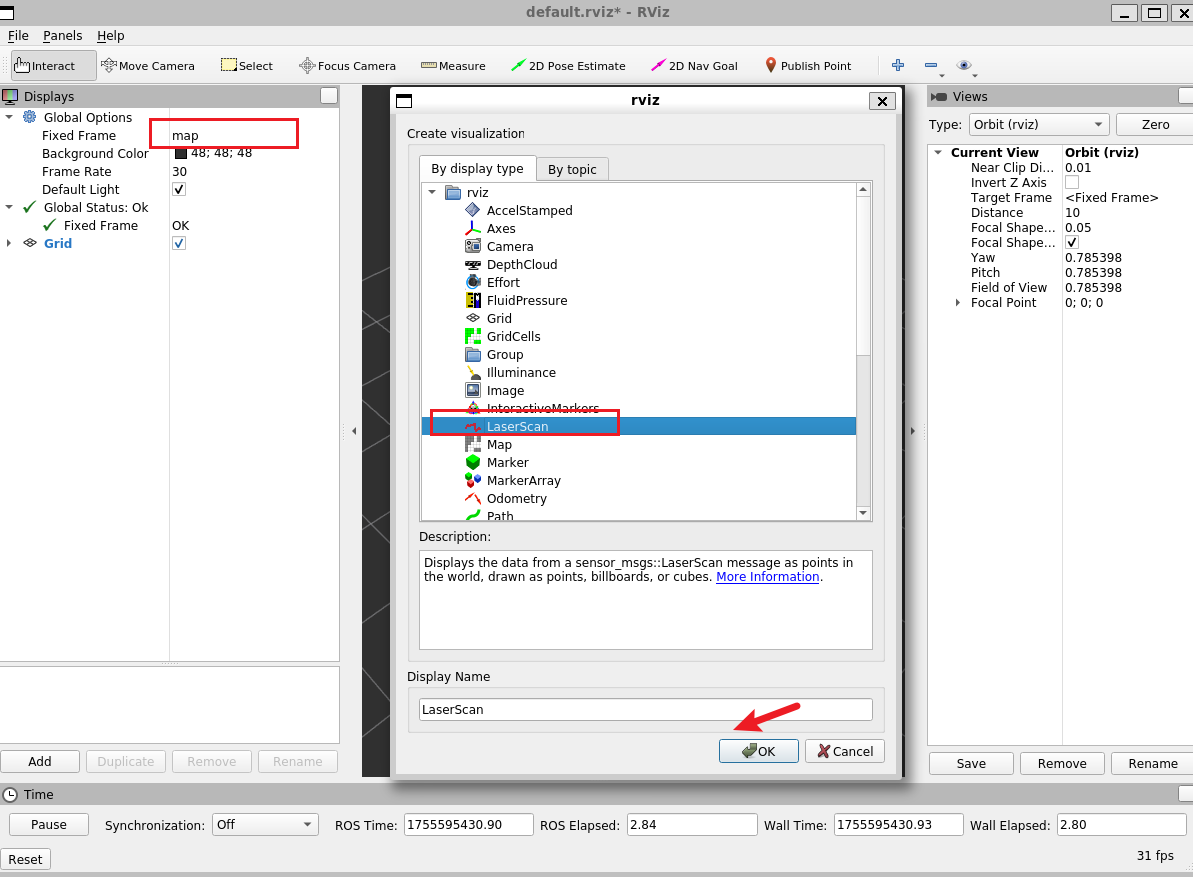 default.rviz* - RViz
File Panels Help
Interact Move Camera Select Focus Camera Measure 2D Pose Estimate 2D Nav Goal Publish Point
Displays
Global Options
Fixed Frame map
Background Color 48; 48; 48
Frame Rate 30
Default Light
Global Status: Ok
Fixed Frame OK
Grid
Add Duplicate Remove Rename
rviz
Create visualization
By display type By topic
rviz
AccelStamped
Axes
Camera
DepthCloud
Effort
FluidPressure
Grid
GridCells
Group
Illuminance
Image
InteractiveMarkers
LaserScan
Map
Marker
MarkerArray
Odometry
Path
Description:
Displays the data from a sensor_msgs::LaserScan message as points in
the world, drawn as points, billboards, or cubes. More Information.
Display Name
LaserScan
OK Cancel
Views
Type: Orbit (rviz) Zero
Current View Orbit (rviz)
Near Clip Di... 0.01
Invert Z Axis
Target Frame <Fixed Frame>
Distance 10
Focal Shape... 0.05
Focal Shape...
Yaw 0.785398
Pitch 0.785398
Field of View 0.785398
Focal Point 0; 0; 0
Save Remove Rename
Time
Pause Synchronization: Off ROS Time: 1755595430.90 ROS Elapsed: 2.84 Wall Time: 1755595430.93 Wall Elapsed: 2.80
Reset 31 fps